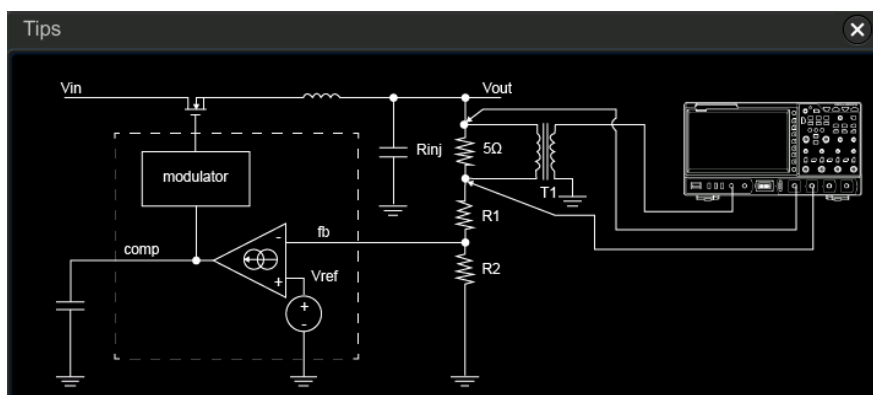 Tips
Vin
Vout
Rinj
5Ω
modulator
T1
R1
fb
comp
-
Vref
+
R2
+
-